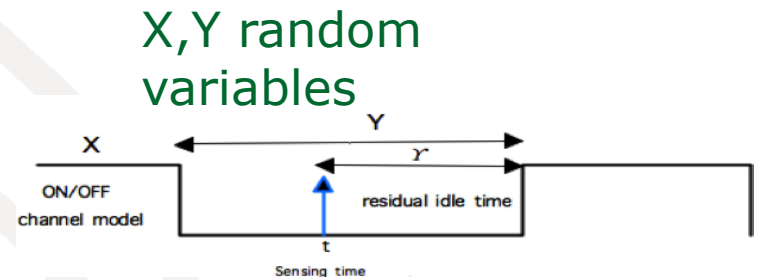 X,Y random
variables
Y
X
r
ON/OFF
channel model
residual idle time
t
Sensing time